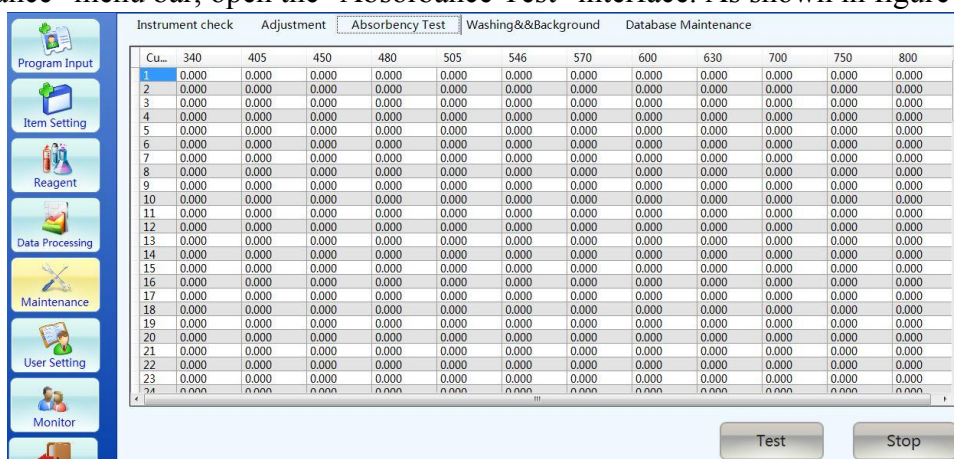 ance" menu bar, open the "Absorbance Test" interface. As shown in figure
Instrument check Adjustment Absorbency Test Washing&&Background Database Maintenance
Program Input
Item Setting
Reagent
Data Processing
Maintenance
User Setting
Monitor
Cu... 340 405 450 480 505 546 570 600 630 700 750 800
1 0.000 0.000 0.000 0.000 0.000 0.000 0.000 0.000 0.000 0.000 0.000 0.000
2 0.000 0.000 0.000 0.000 0.000 0.000 0.000 0.000 0.000 0.000 0.000 0.000
3 0.000 0.000 0.000 0.000 0.000 0.000 0.000 0.000 0.000 0.000 0.000 0.000
4 0.000 0.000 0.000 0.000 0.000 0.000 0.000 0.000 0.000 0.000 0.000 0.000
5 0.000 0.000 0.000 0.000 0.000 0.000 0.000 0.000 0.000 0.000 0.000 0.000
6 0.000 0.000 0.000 0.000 0.000 0.000 0.000 0.000 0.000 0.000 0.000 0.000
7 0.000 0.000 0.000 0.000 0.000 0.000 0.000 0.000 0.000 0.000 0.000 0.000
8 0.000 0.000 0.000 0.000 0.000 0.000 0.000 0.000 0.000 0.000 0.000 0.000
9 0.000 0.000 0.000 0.000 0.000 0.000 0.000 0.000 0.000 0.000 0.000 0.000
10 0.000 0.000 0.000 0.000 0.000 0.000 0.000 0.000 0.000 0.000 0.000 0.000
11 0.000 0.000 0.000 0.000 0.000 0.000 0.000 0.000 0.000 0.000 0.000 0.000
12 0.000 0.000 0.000 0.000 0.000 0.000 0.000 0.000 0.000 0.000 0.000 0.000
13 0.000 0.000 0.000 0.000 0.000 0.000 0.000 0.000 0.000 0.000 0.000 0.000
14 0.000 0.000 0.000 0.000 0.000 0.000 0.000 0.000 0.000 0.000 0.000 0.000
15 0.000 0.000 0.000 0.000 0.000 0.000 0.000 0.000 0.000 0.000 0.000 0.000
16 0.000 0.000 0.000 0.000 0.000 0.000 0.000 0.000 0.000 0.000 0.000 0.000
17 0.000 0.000 0.000 0.000 0.000 0.000 0.000 0.000 0.000 0.000 0.000 0.000
18 0.000 0.000 0.000 0.000 0.000 0.000 0.000 0.000 0.000 0.000 0.000 0.000
19 0.000 0.000 0.000 0.000 0.000 0.000 0.000 0.000 0.000 0.000 0.000 0.000
20 0.000 0.000 0.000 0.000 0.000 0.000 0.000 0.000 0.000 0.000 0.000 0.000
21 0.000 0.000 0.000 0.000 0.000 0.000 0.000 0.000 0.000 0.000 0.000 0.000
22 0.000 0.000 0.000 0.000 0.000 0.000 0.000 0.000 0.000 0.000 0.000 0.000
23 0.000 0.000 0.000 0.000 0.000 0.000 0.000 0.000 0.000 0.000 0.000 0.000
24 0.000 0.000 0.000 0.000 0.000 0.000 0.000 0.000 0.000 0.000 0.000 0.000
Test Stop